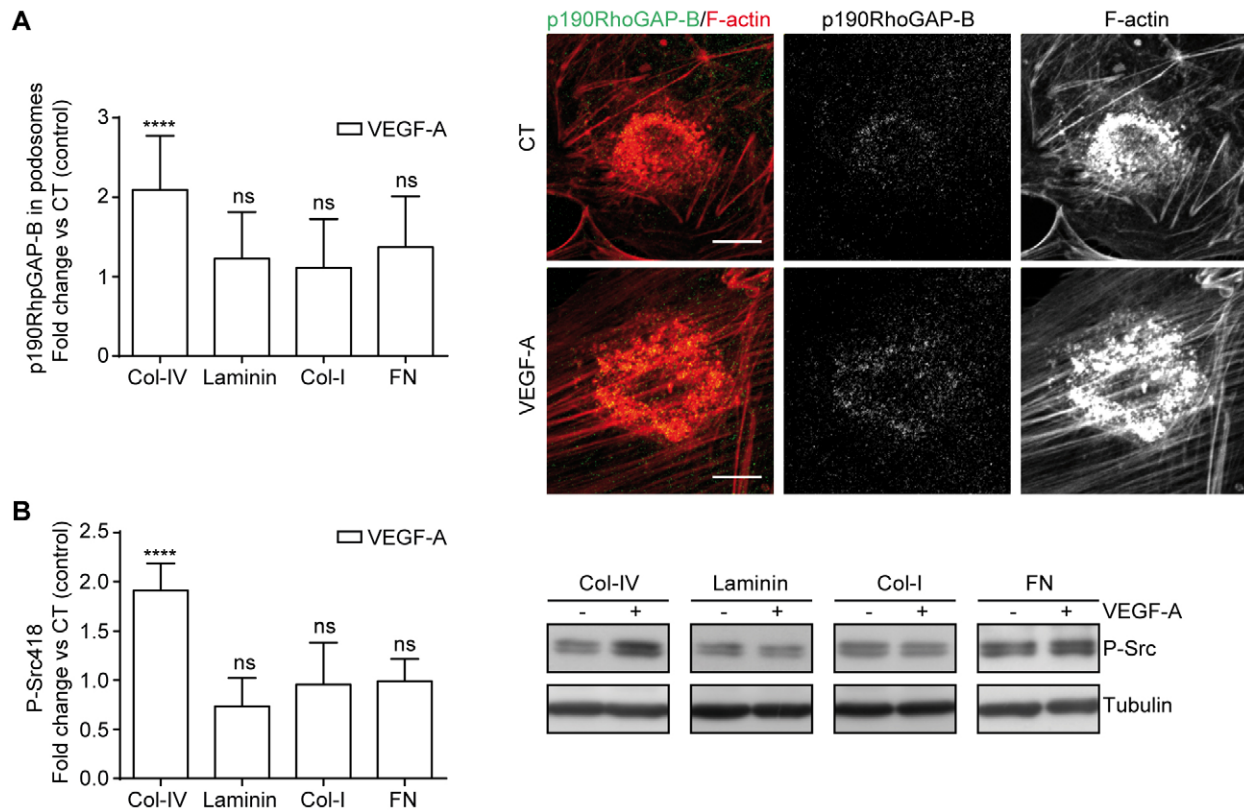 A
p190RhpGAP-B in podosomes
Fold change vs CT (control)
3
2
1
0
VEGF-A
****
ns
ns
ns
Col-IV Laminin Col-I FN
p190RhoGAP-B/F-actin p190RhoGAP-B F-actin
CT
VEGF-A
B
P-Src418
Fold change vs CT (control)
2.5
2.0
1.5
1.0
0.5
0.0
VEGF-A
****
ns
ns
ns
Col-IV Laminin Col-I FN
Col-IV Laminin Col-I FN
- + - + - + - + VEGF-A
P-Src
Tubulin